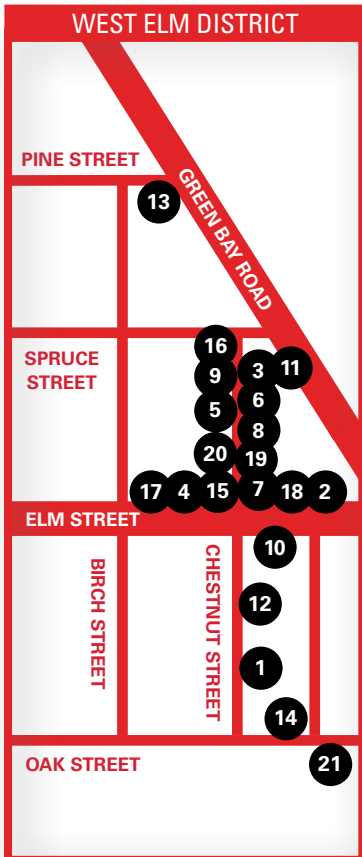 WEST ELM DISTRICT
PINE STREET
GREEN BAY ROAD
13
16
SPRUCE
STREET
9
3
11
5
6
8
20
19
17
4
15
7
18
2
ELM STREET
10
BIRCH STREET
CHESTNUT STREET
12
1
14
OAK STREET
21